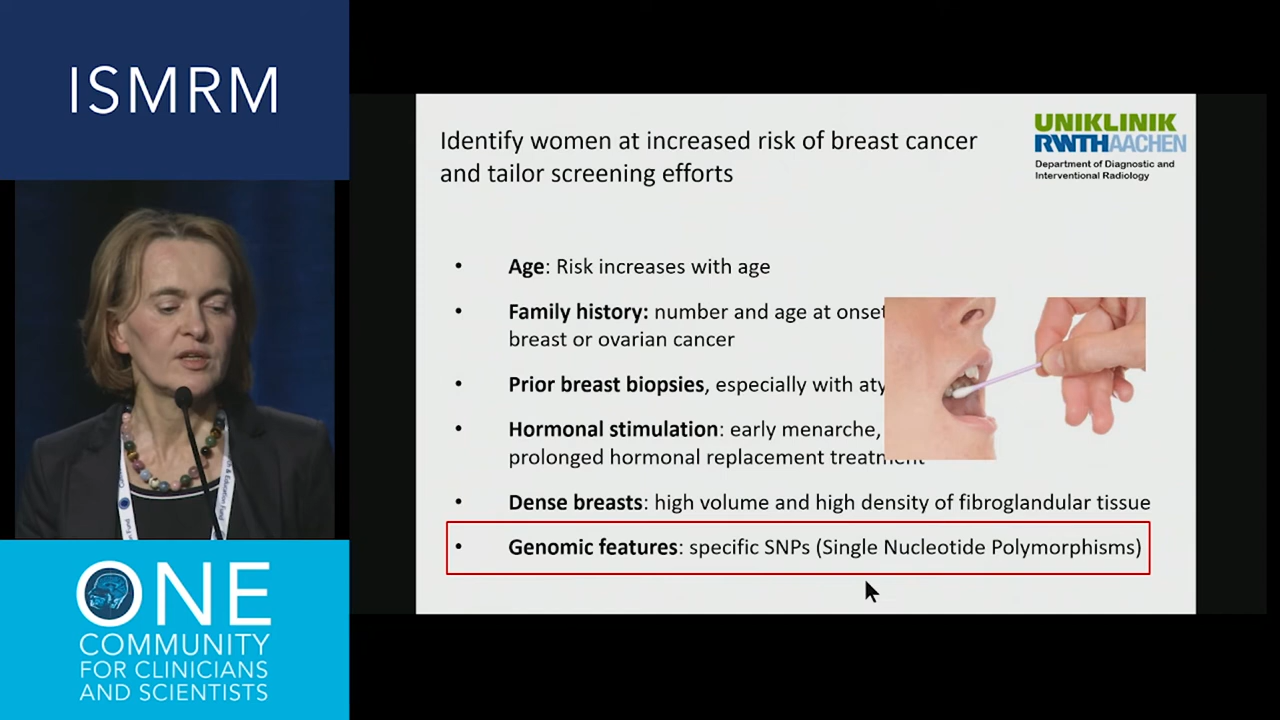 ISMRM
Identify women at increased risk of breast cancer
and tailor screening efforts
UNIKLINIK
RWTHAACHEN
Department of Diagnostic and
Interventional Radiology
• Age: Risk increases with age
• Family history: number and age at onset
breast or ovarian cancer
• Prior breast biopsies, especially with
• Hormonal stimulation: early menarche,
prolonged hormonal replacement treatment
• Dense breasts: high volume and high density of fibroglandular tissue
• Genomic features: specific SNPs (Single Nucleotide Polymorphisms)
& Education Fund
ONE
COMMUNITY
FOR CLINICIANS
AND SCIENTISTS